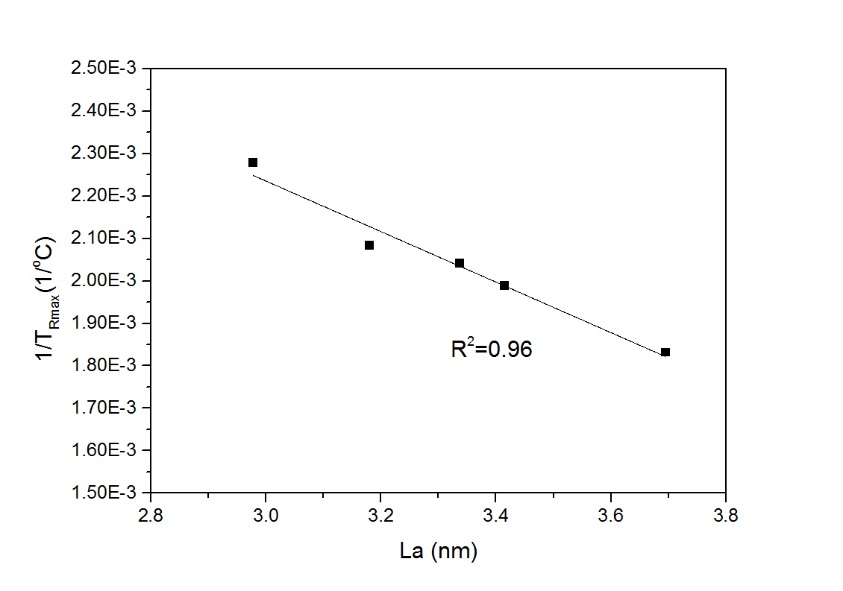 2.50E-3
2.40E-3
2.30E-3
2.20E-3
2.10E-3
2.00E-3
1.90E-3
1.80E-3
1.70E-3
1.60E-3
1.50E-3
1/T_Rmax (1/°C)
R²=0.96
2.8 3.0 3.2 3.4 3.6 3.8
La (nm)